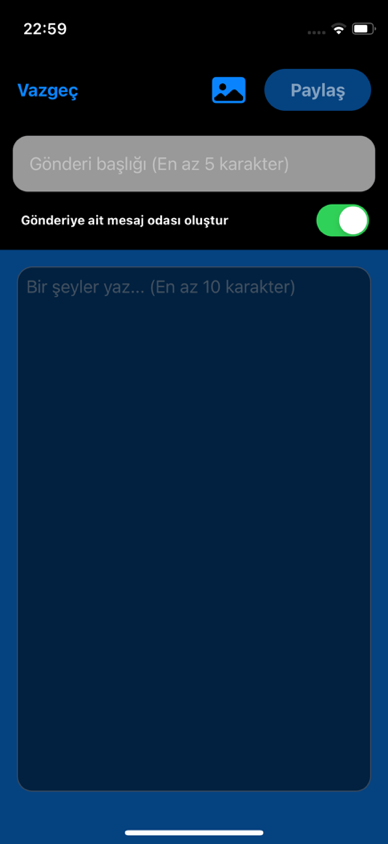 22:59
Vazgeç
Paylaş
Gönderi başlığı (En az 5 karakter)
Gönderiye ait mesaj odası oluştur
Bir şeyler yaz... (En az 10 karakter)